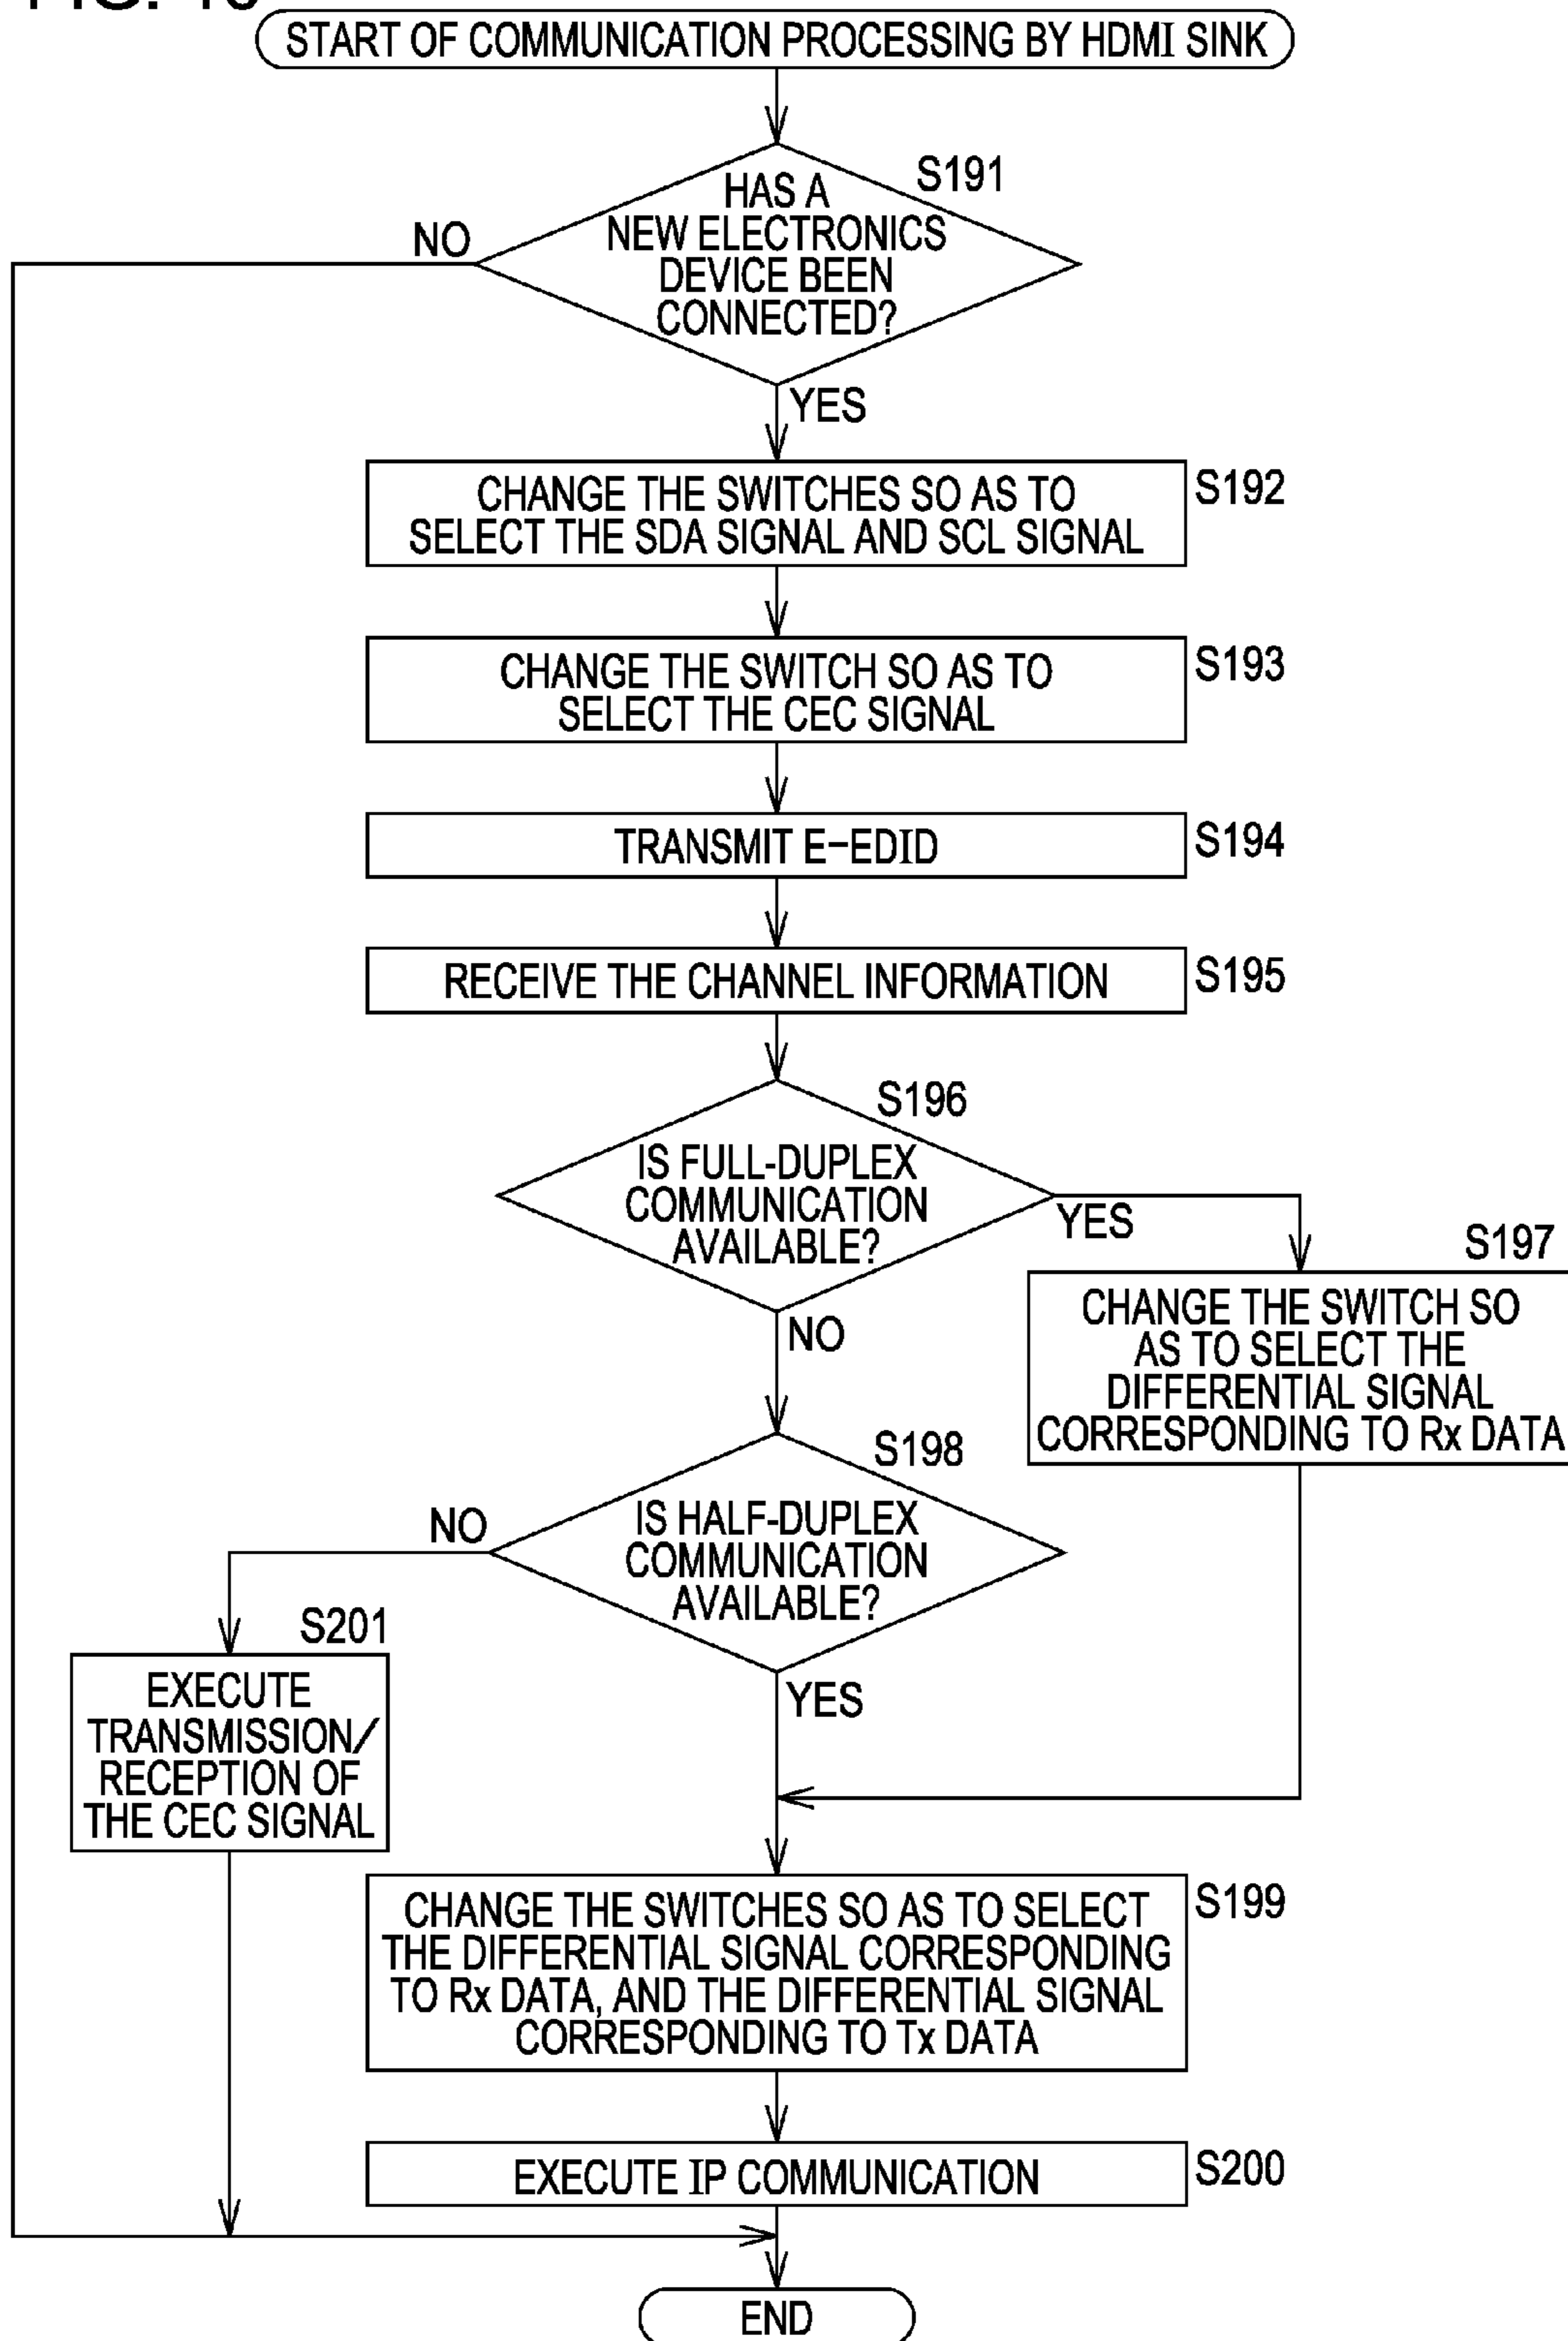 START OF COMMUNICATION PROCESSING BY HDMI SINK
S191
HAS A
NEW ELECTRONICS
DEVICE BEEN
CONNECTED?
NO
YES
CHANGE THE SWITCHES SO AS TO
SELECT THE SDA SIGNAL AND SCL SIGNAL
S192
CHANGE THE SWITCH SO AS TO
SELECT THE CEC SIGNAL
S193
TRANSMIT E-EDID
S194
RECEIVE THE CHANNEL INFORMATION
S195
S196
IS FULL-DUPLEX
COMMUNICATION
AVAILABLE?
YES
NO
S197
CHANGE THE SWITCH SO
AS TO SELECT THE
DIFFERENTIAL SIGNAL
CORRESPONDING TO Rx DATA
S198
IS HALF-DUPLEX
COMMUNICATION
AVAILABLE?
NO
YES
S201
EXECUTE
TRANSMISSION/
RECEPTION OF
THE CEC SIGNAL
CHANGE THE SWITCHES SO AS TO SELECT
THE DIFFERENTIAL SIGNAL CORRESPONDING
TO Rx DATA, AND THE DIFFERENTIAL SIGNAL
CORRESPONDING TO Tx DATA
S199
EXECUTE IP COMMUNICATION
S200
END